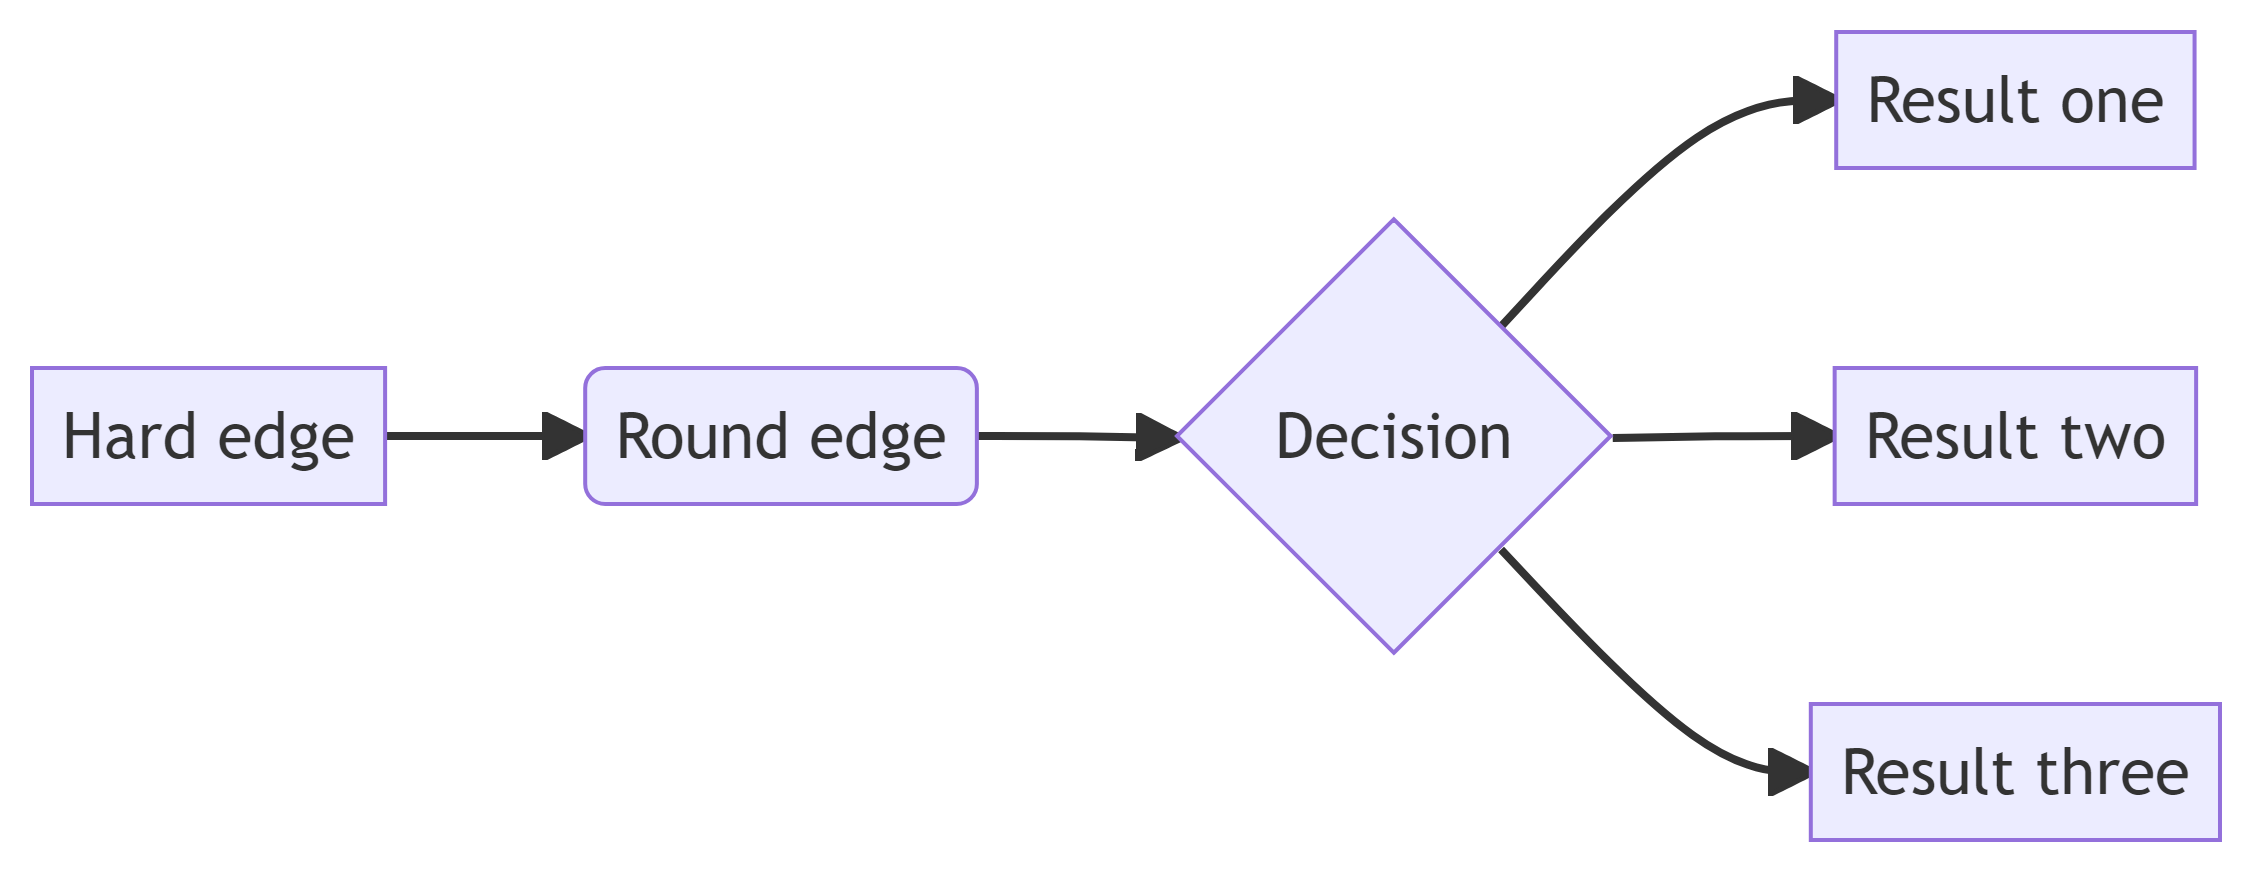 Hard edge
Round edge
Decision
Result one
Result two
Result three